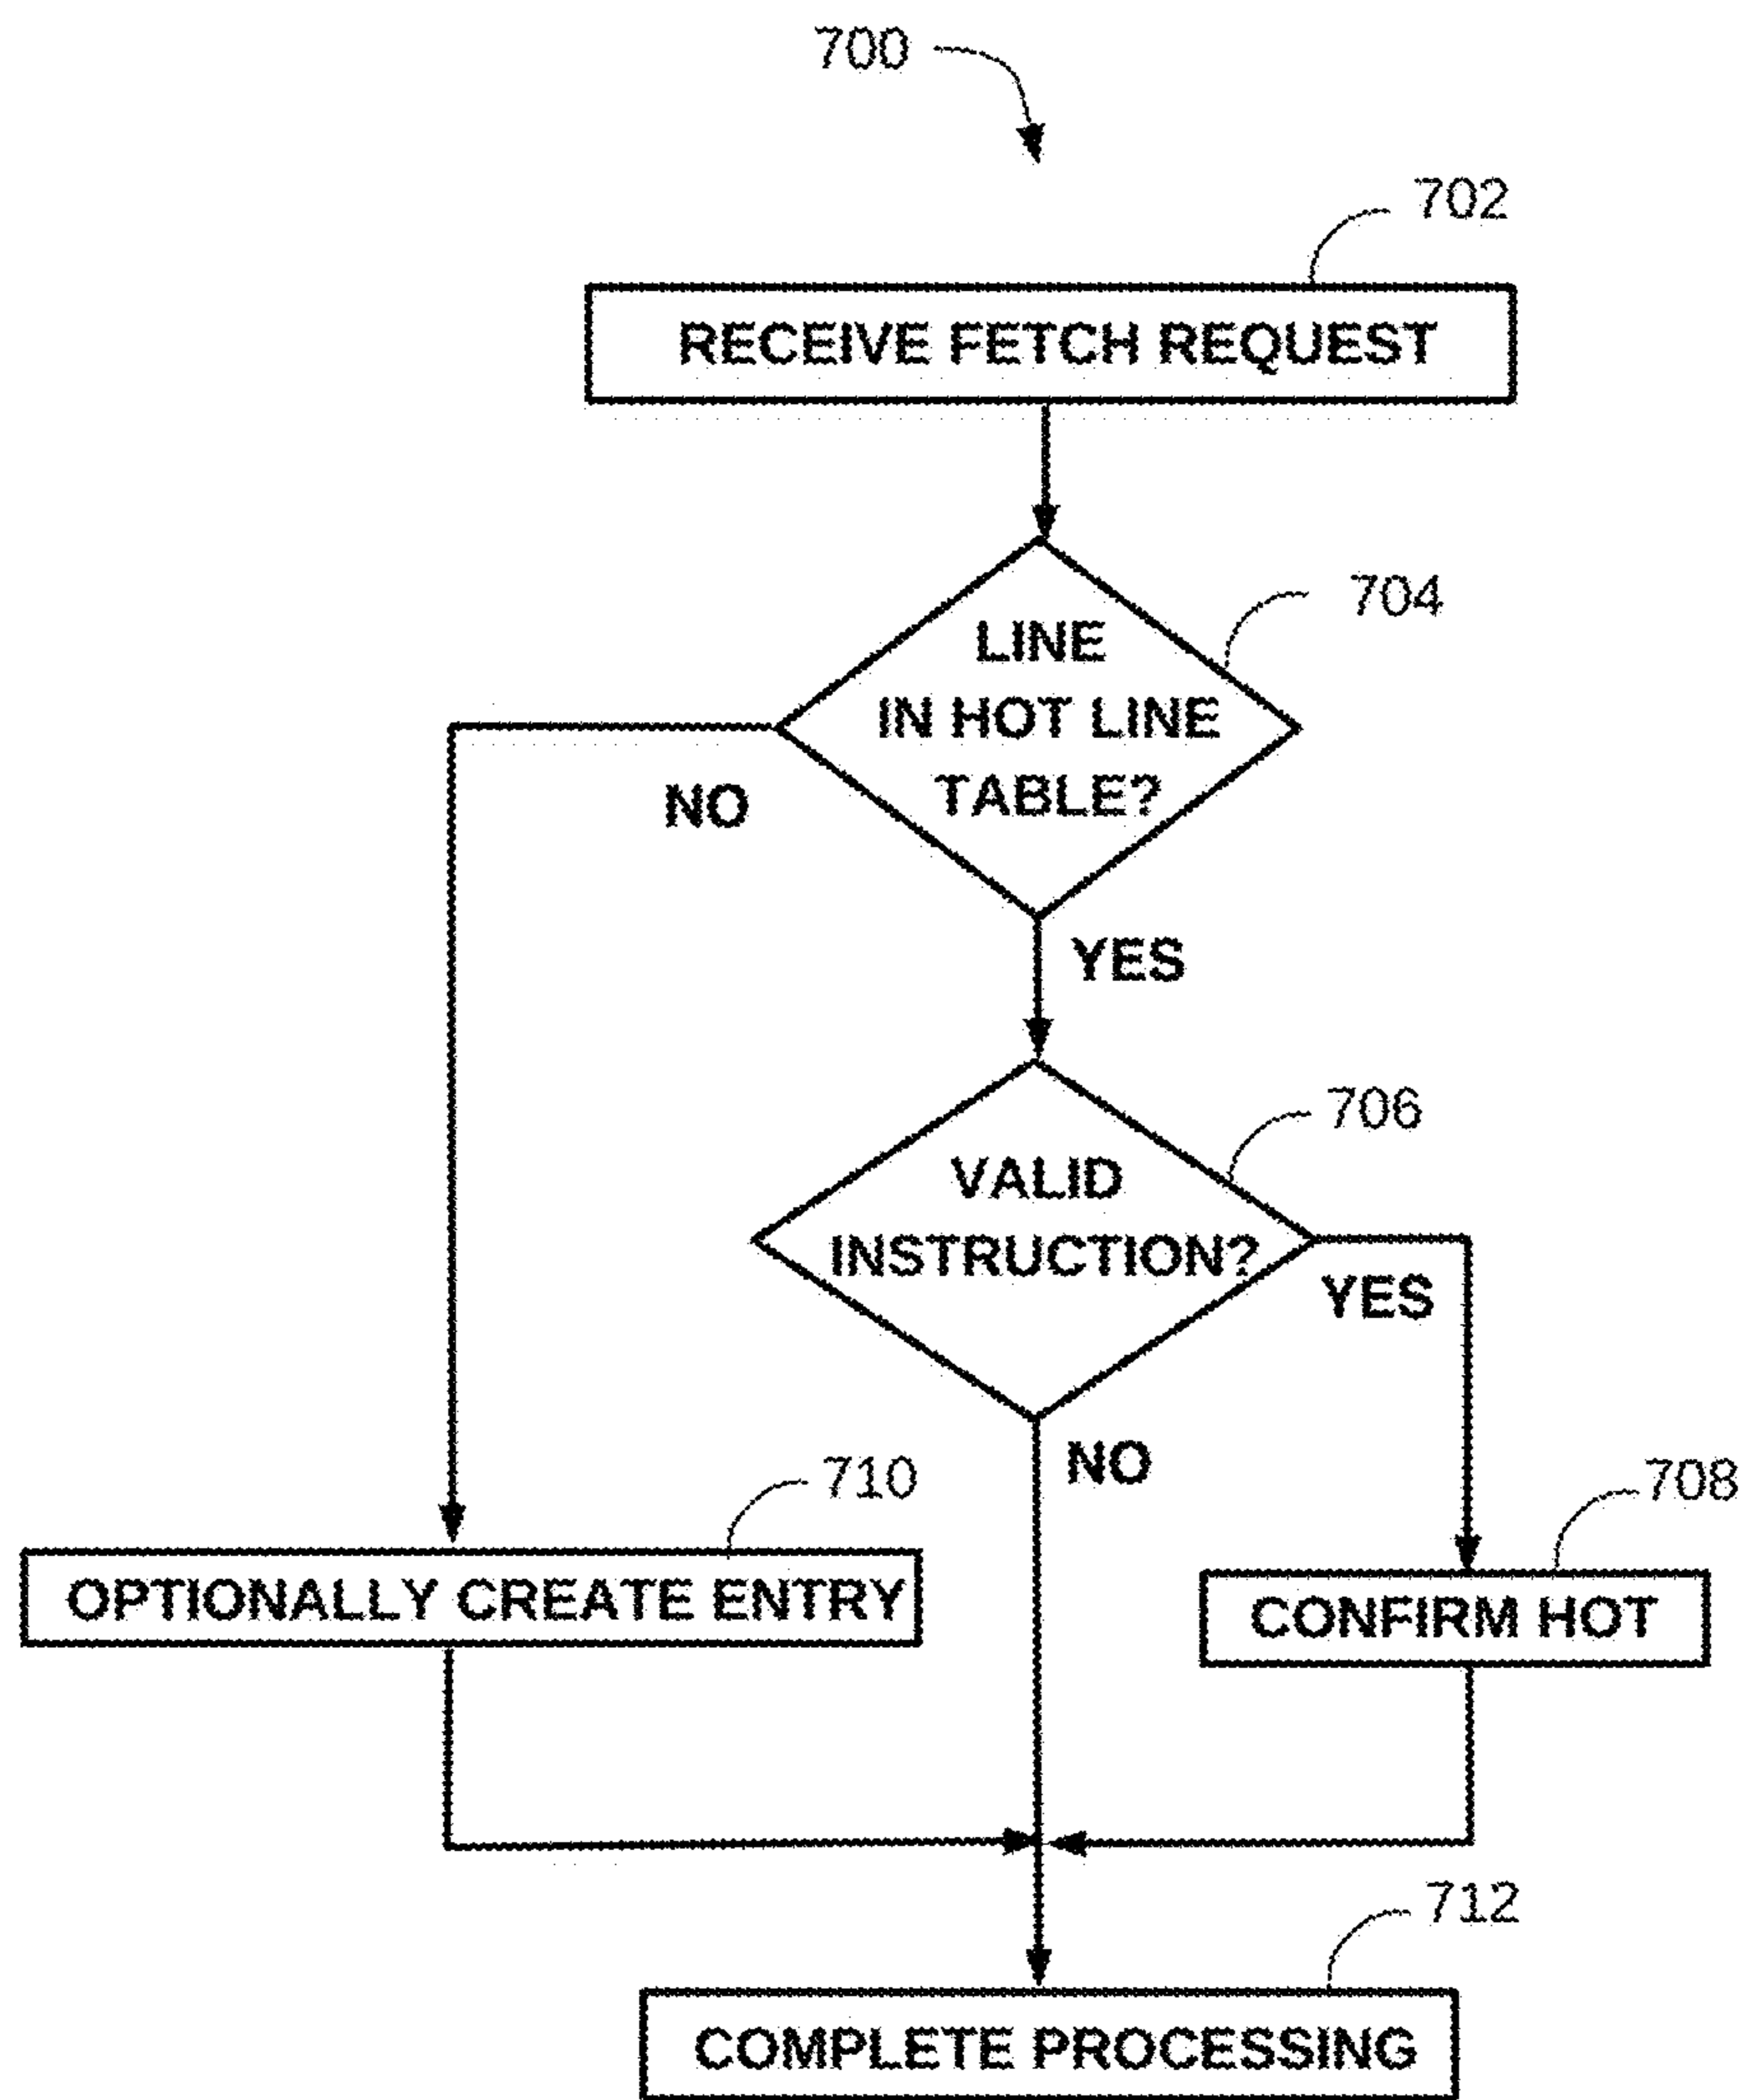 700
702
RECEIVE FETCH REQUEST
704
LINE
IN HOT LINE
TABLE?
NO
YES
706
VALID
INSTRUCTION?
YES
NO
710
708
OPTIONALLY CREATE ENTRY
CONFIRM HOT
712
COMPLETE PROCESSING